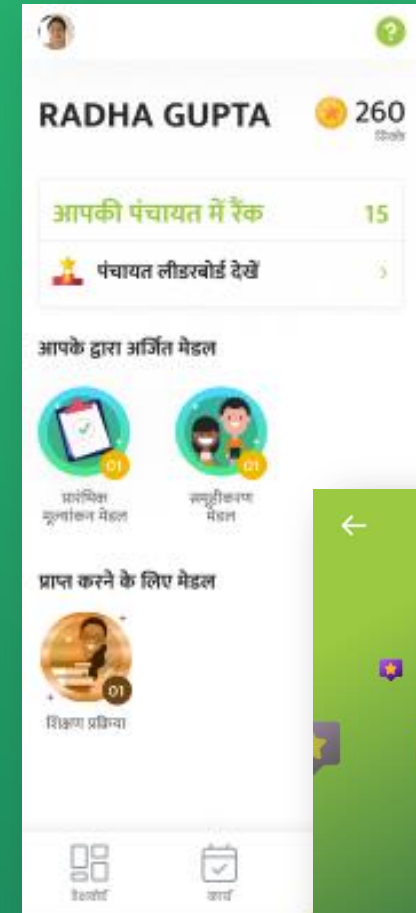 RADHA GUPTA
260
सिक्के
आपकी पंचायत में रैंक 15
पंचायत लीडरबोर्ड देखें
आपके द्वारा अर्जित मेडल
01 01
प्रारंभिक समूहीकरण
मूल्यांकन मेडल मेडल
प्राप्त करने के लिए मेडल
01
शिक्षण प्रक्रिया
डैशबोर्ड कार्य